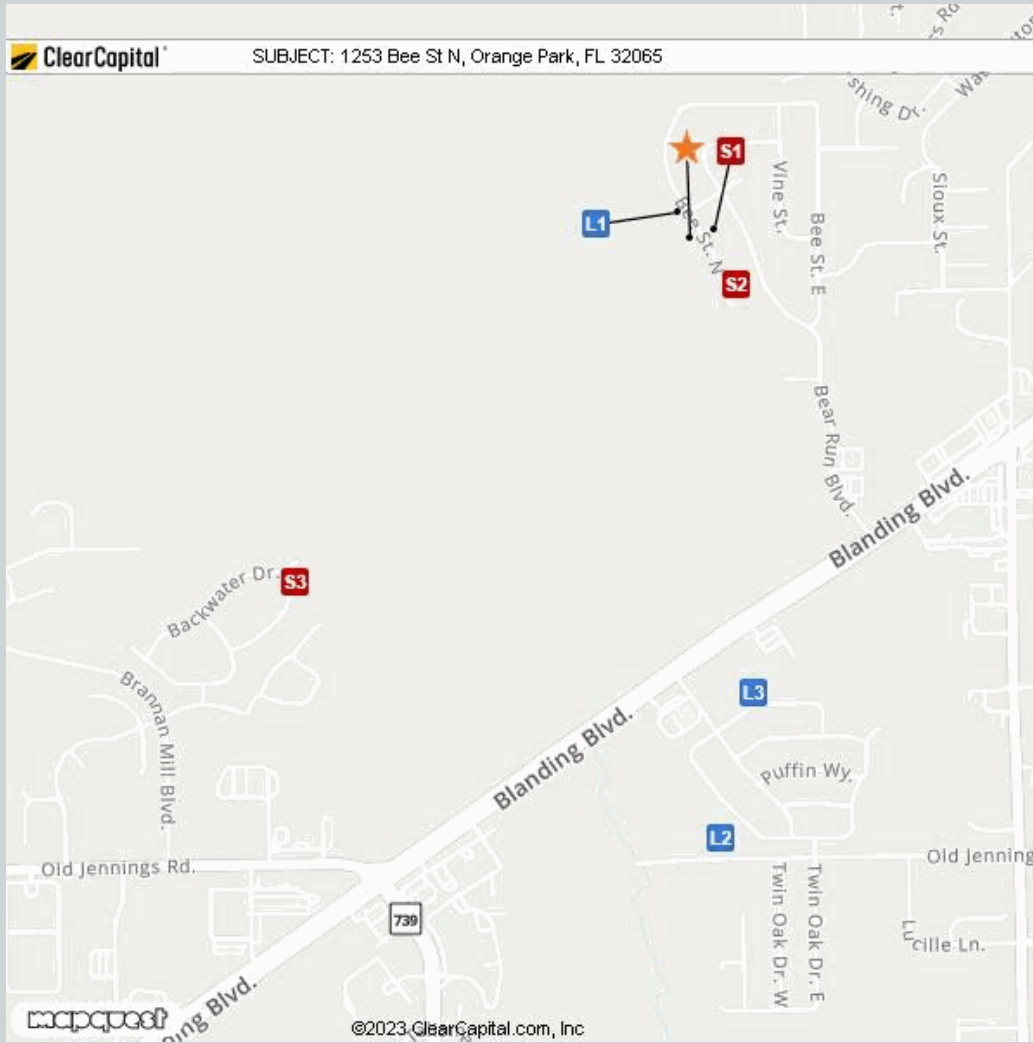 ClearCapital
SUBJECT: 1253 Bee St N, Orange Park, FL 32065
shing Dr.
S1
L1
Bee St. N
Vine St.
Bee St. E
Sioux St.
S2
Bear Run Blvd.
Blanding Blvd.
Backwater Dr.
S3
Brannan Mill Blvd.
L3
Blanding Blvd.
Puffin Wy.
L2
Old Jennings Rd.
Old Jenning
739
Twin Oak Dr. W
Twin Oak Dr. E
Lucille Ln.
mapquest
ding Blvd.
©2023 ClearCapital.com, Inc